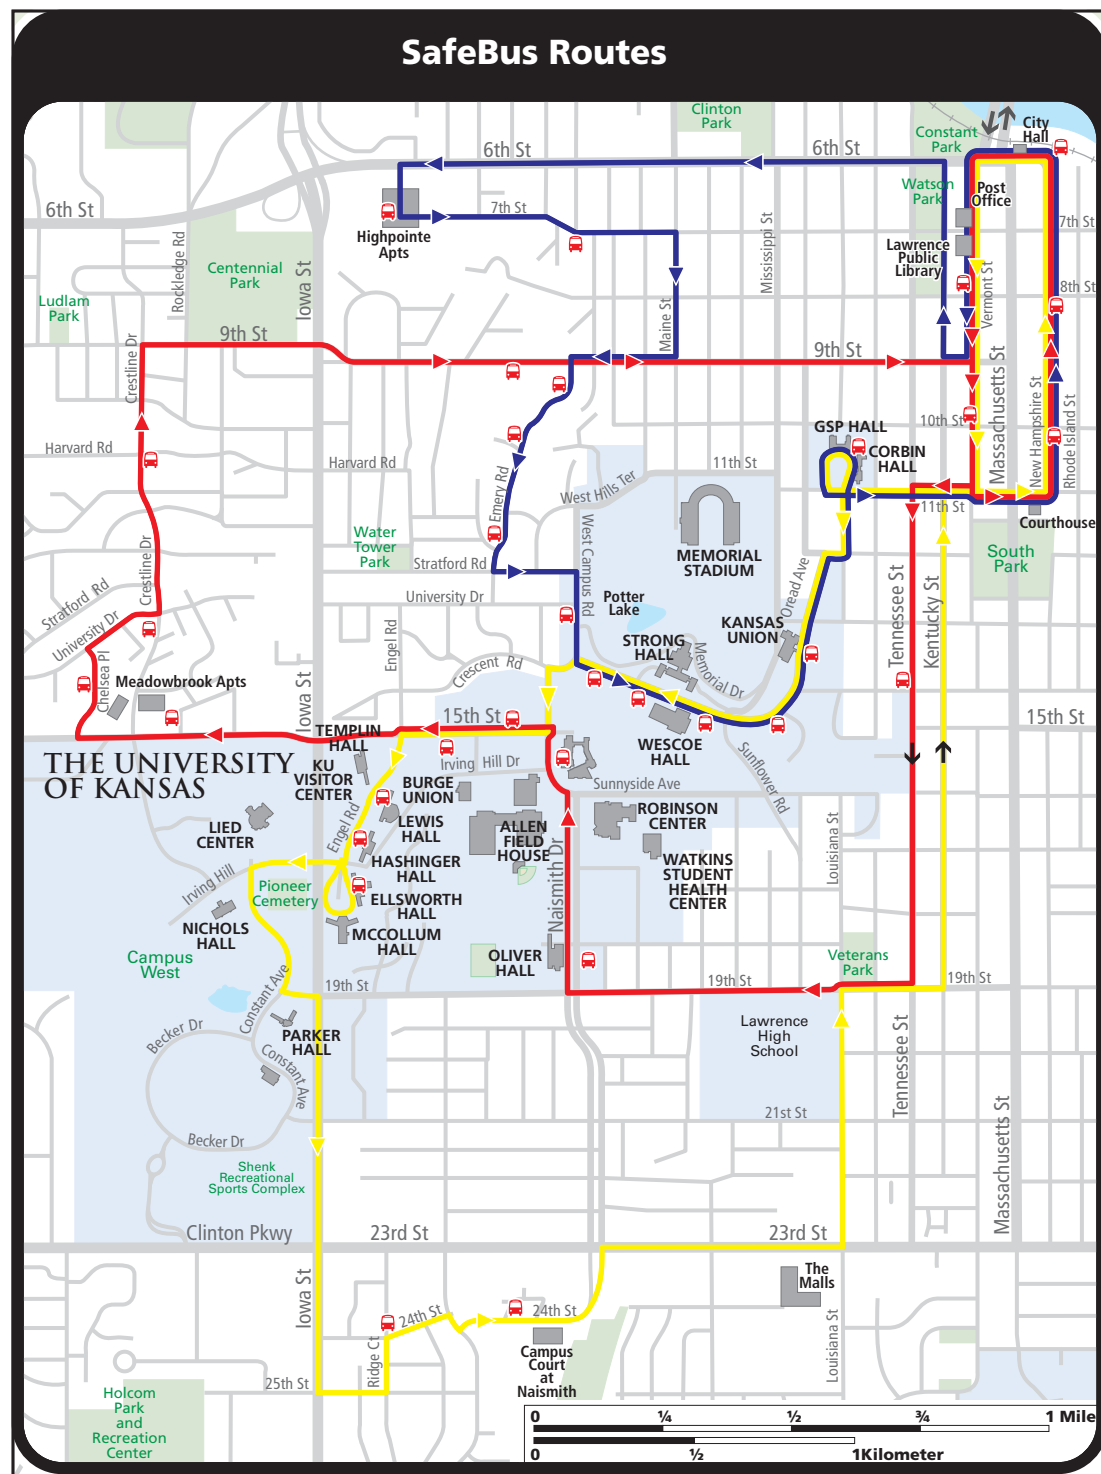 SafeBus Routes
Clinton
Park
Constant
Park
City
Hall
6th St
6th St
6th St
Watson
Park
Post
Office
7th St
7th St
Highpointe
Apts
Lawrence
Public
Library
Rockledge Rd
Centennial
Park
Iowa St
Mississippi St
Ludlam
Park
8th St
Vermont St
Maine St
9th St
9th St
Crestline Dr
Massachusetts St
New Hampshire St
Rhode Island St
10th St
GSP HALL
CORBIN
HALL
Harvard Rd
Harvard Rd
11th St
11th St
West Hills Ter
Emery Rd
Courthouse
Water
Tower
Park
West Campus Rd
MEMORIAL
STADIUM
South
Park
Crestline Dr
Stratford Rd
Stratford Rd
University Dr
University Dr
Potter
Lake
Oread Ave
Tennessee St
Kentucky St
KANSAS
UNION
STRONG
HALL
Memorial Dr
Engel Rd
Crescent Rd
Chelsea Pl
Meadowbrook Apts
Iowa St
15th St
15th St
TEMPLIN
HALL
WESCOE
HALL
Sunflower Rd
THE UNIVERSITY
OF KANSAS
KU
VISITOR
CENTER
Irving Hill Dr
Sunnyside Ave
BURGE
UNION
LEWIS
HALL
ALLEN
FIELD
HOUSE
ROBINSON
CENTER
LIED
CENTER
Engel Rd
Louisiana St
HASHINGER
HALL
WATKINS
STUDENT
HEALTH
CENTER
Naismith Dr
Irving Hill
Pioneer
Cemetery
ELLSWORTH
HALL
NICHOLS
HALL
MCCOLLUM
HALL
OLIVER
HALL
Campus
West
Veterans
Park
Constant Ave
19th St
19th St
19th St
Becker Dr
PARKER
HALL
Lawrence
High
School
Constant Ave
Tennessee St
Massachusetts St
21st St
Becker Dr
Shenk
Recreational
Sports Complex
Clinton Pkwy
23rd St
23rd St
Iowa St
The
Malls
24th St
24th St
Ridge Ct
Louisiana St
Campus
Court
at
Naismith
25th St
Holcom
Park
and
Recreation
Center
0 ¼ ½ ¾ 1 Mile
0 ½ 1Kilometer